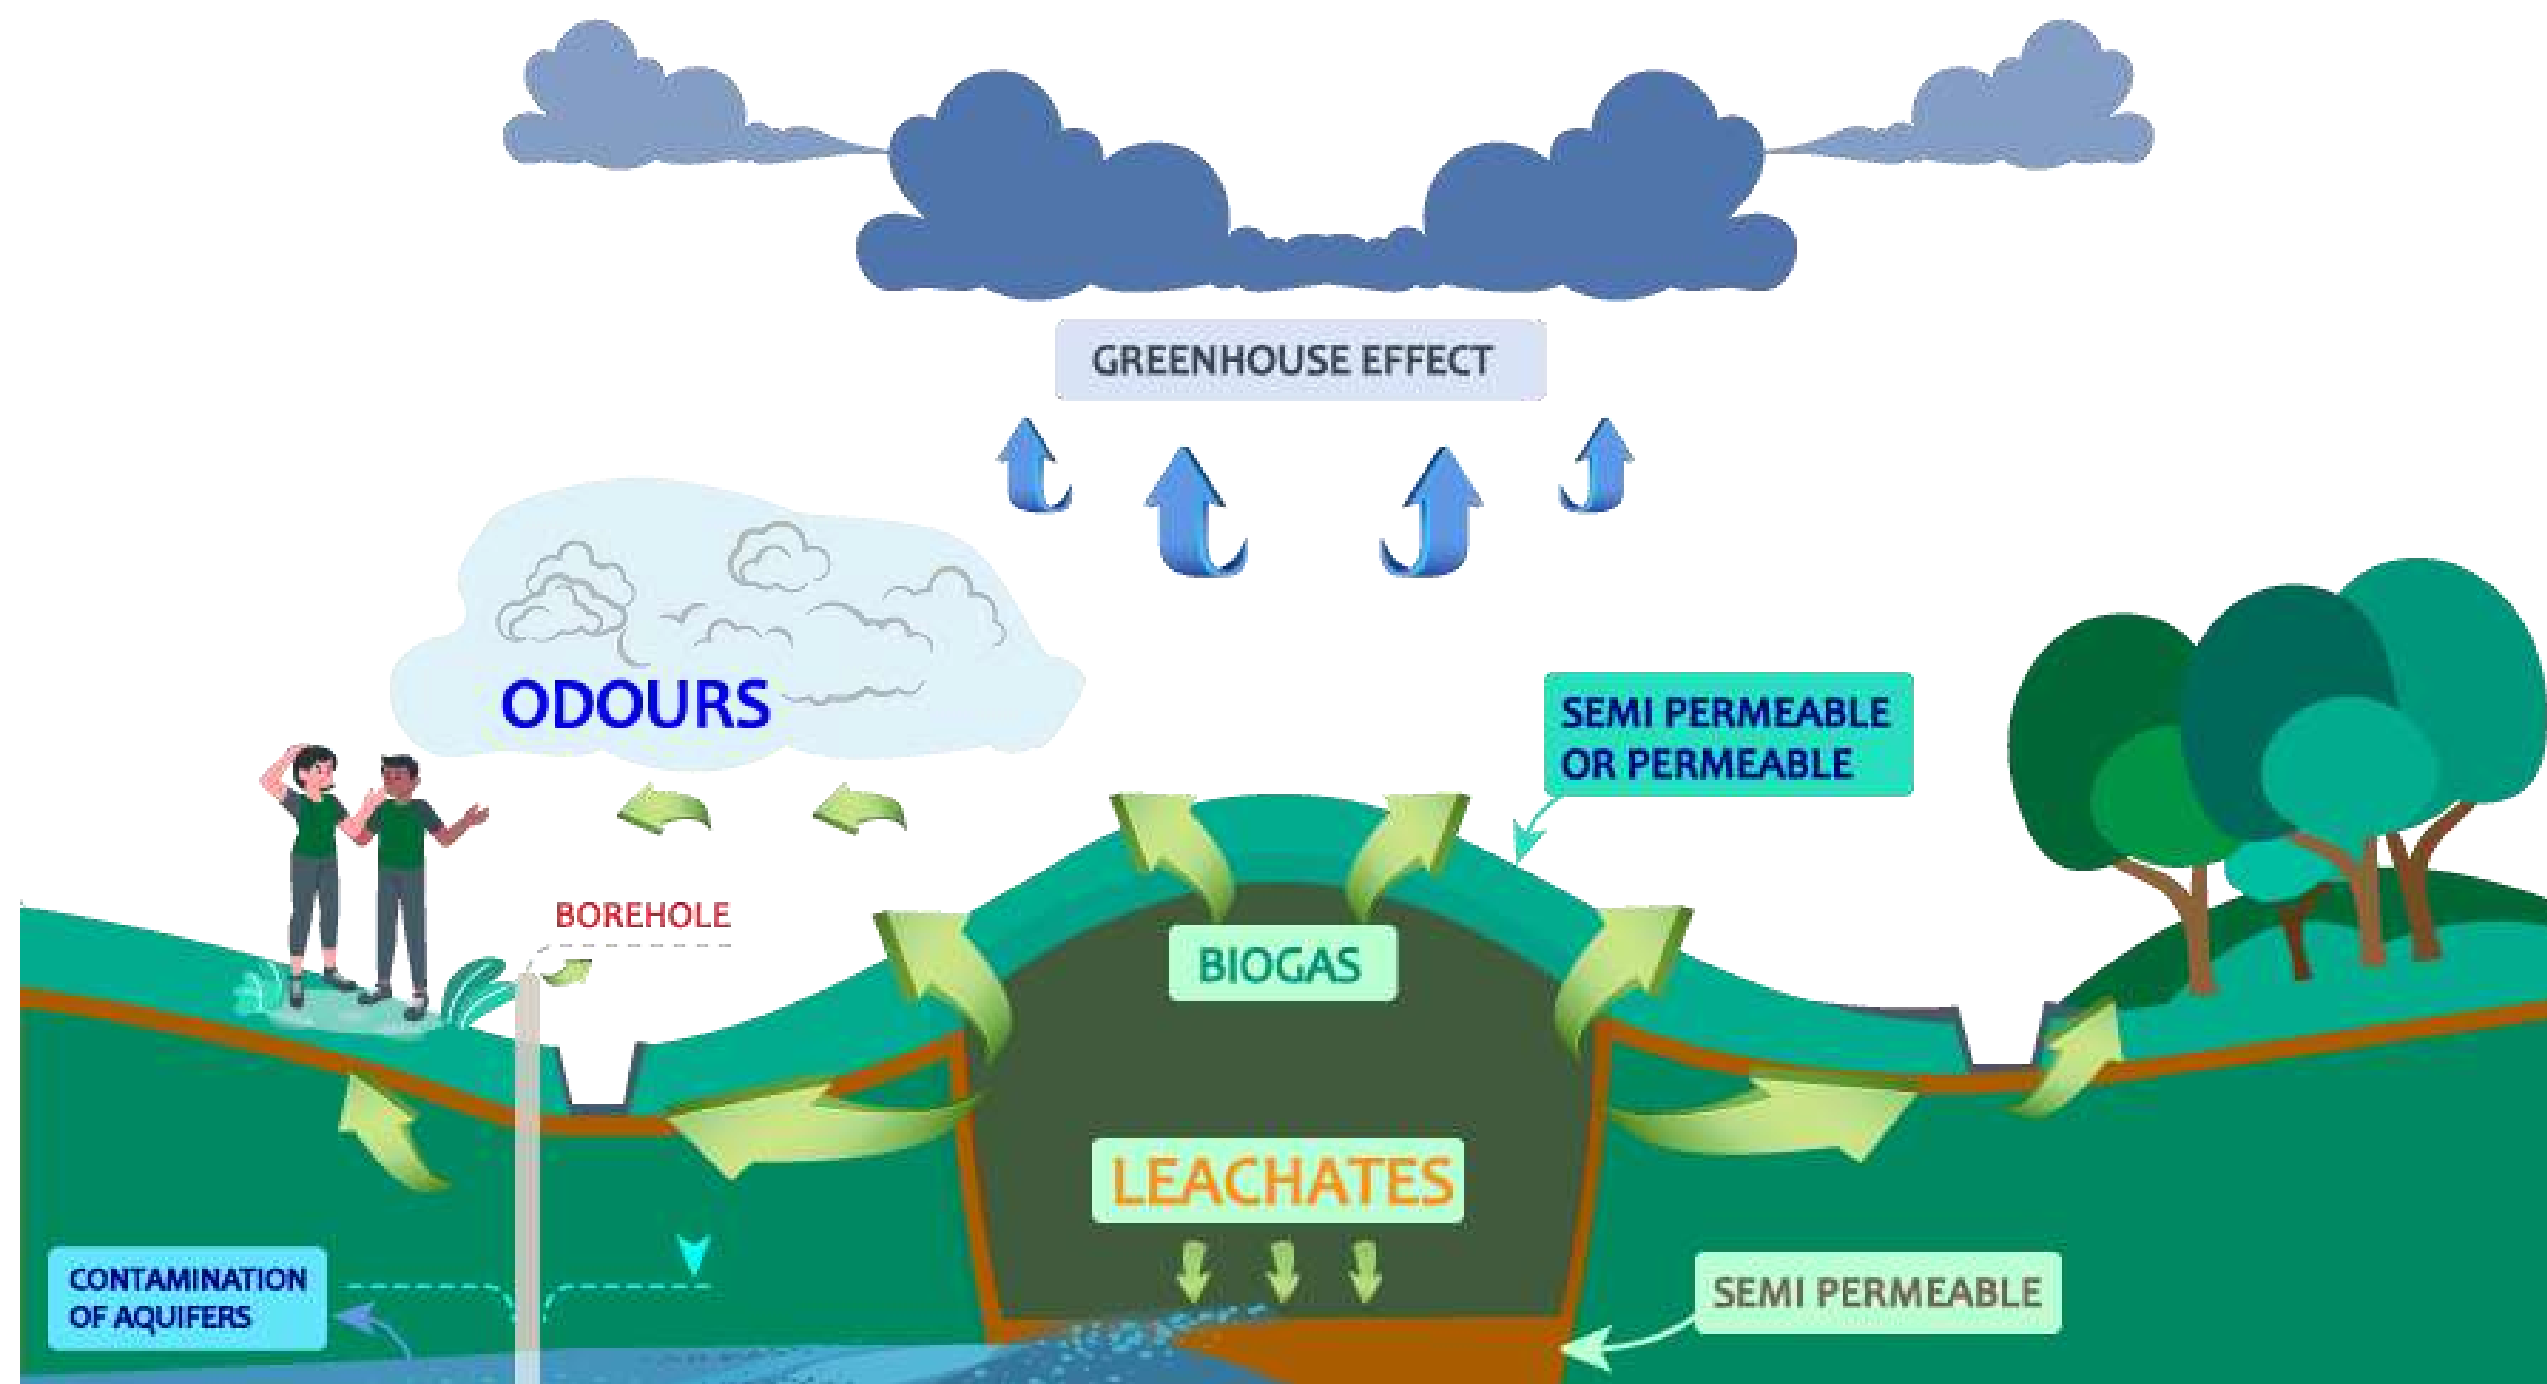 GREENHOUSE EFFECT
ODOURS
SEMI PERMEABLE
OR PERMEABLE
BOREHOLE
BIOGAS
LEACHATES
CONTAMINATION
OF AQUIFERS
SEMI PERMEABLE